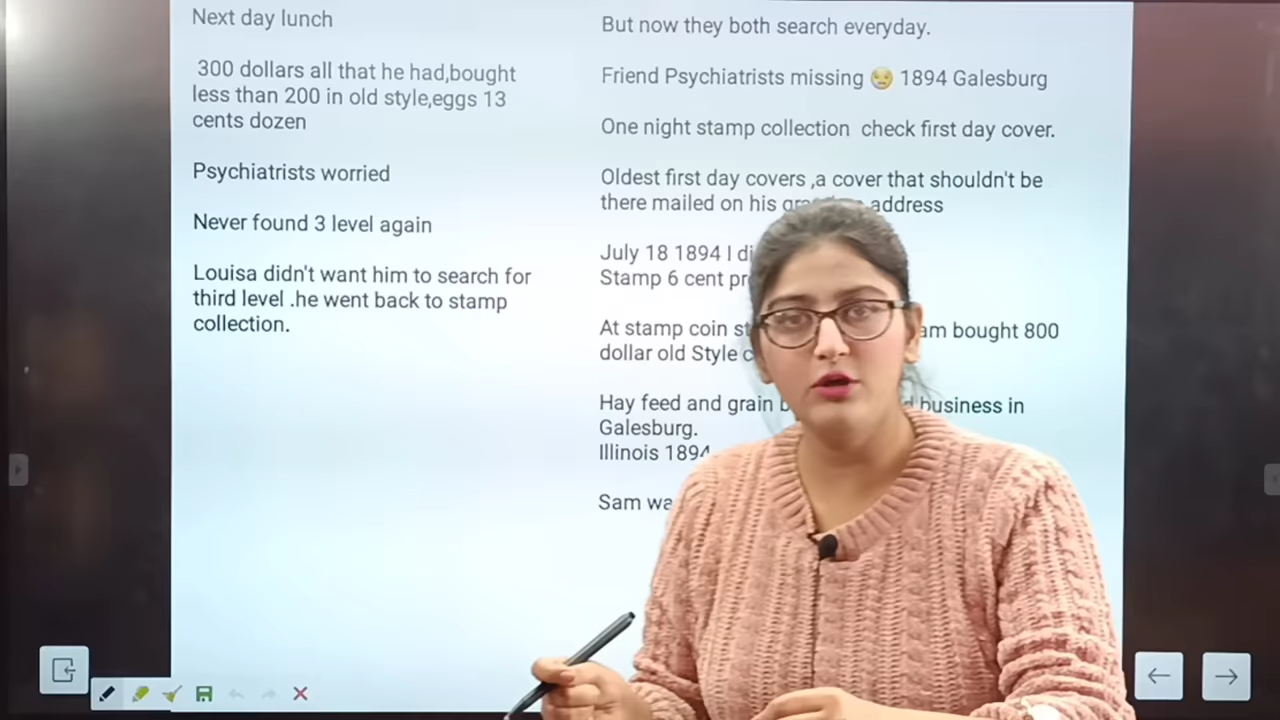 Next day lunch
300 dollars all that he had,bought
less than 200 in old style,eggs 13
cents dozen
Psychiatrists worried
Never found 3 level again
Louisa didn't want him to search for
third level .he went back to stamp
collection.
But now they both search everyday.
Friend Psychiatrists missing 😥 1894 Galesburg
One night stamp collection check first day cover.
Oldest first day covers ,a cover that shouldn't be
there mailed on his address
July 18 1894 I
Stamp 6 cent
At stamp coin bought 800
dollar old Style
Hay feed and grain business in
Galesburg.
Illinois 1894
Sam